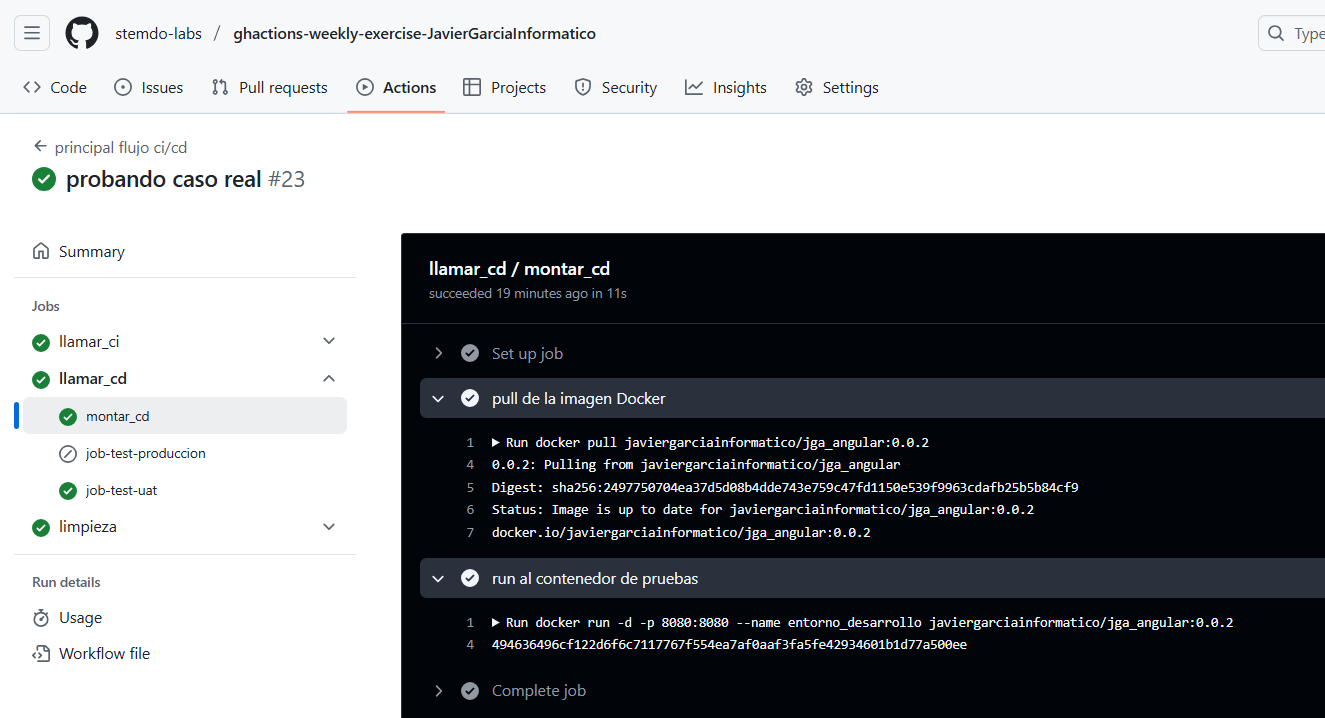 stemdo-labs / ghactions-weekly-exercise-JavierGarciaInformatico
Type
Code Issues Pull requests Actions Projects Security Insights Settings
principal flujo ci/cd
probando caso real #23
Summary
Jobs
llamar_ci
llamar_cd
montar_cd
job-test-produccion
job-test-uat
limpieza
Run details
Usage
Workflow file
llamar_cd / montar_cd
succeeded 19 minutes ago in 11s
Set up job
pull de la imagen Docker
1 Run docker pull javiergarciainformatico/jga_angular:0.0.2
4 0.0.2: Pulling from javiergarciainformatico/jga_angular
5 Digest: sha256:2497750704ea37d5d08b4dde743e759c47fd1150e539f9963cdafb25b5b84cf9
6 Status: Image is up to date for javiergarciainformatico/jga_angular:0.0.2
7 docker.io/javiergarciainformatico/jga_angular:0.0.2
run al contenedor de pruebas
1 Run docker run -d -p 8080:8080 --name entorno_desarrollo javiergarciainformatico/jga_angular:0.0.2
4 494636496cf122d6f6c7117767f554ea7af0aaf3fa5fe42934601b1d77a500ee
Complete job